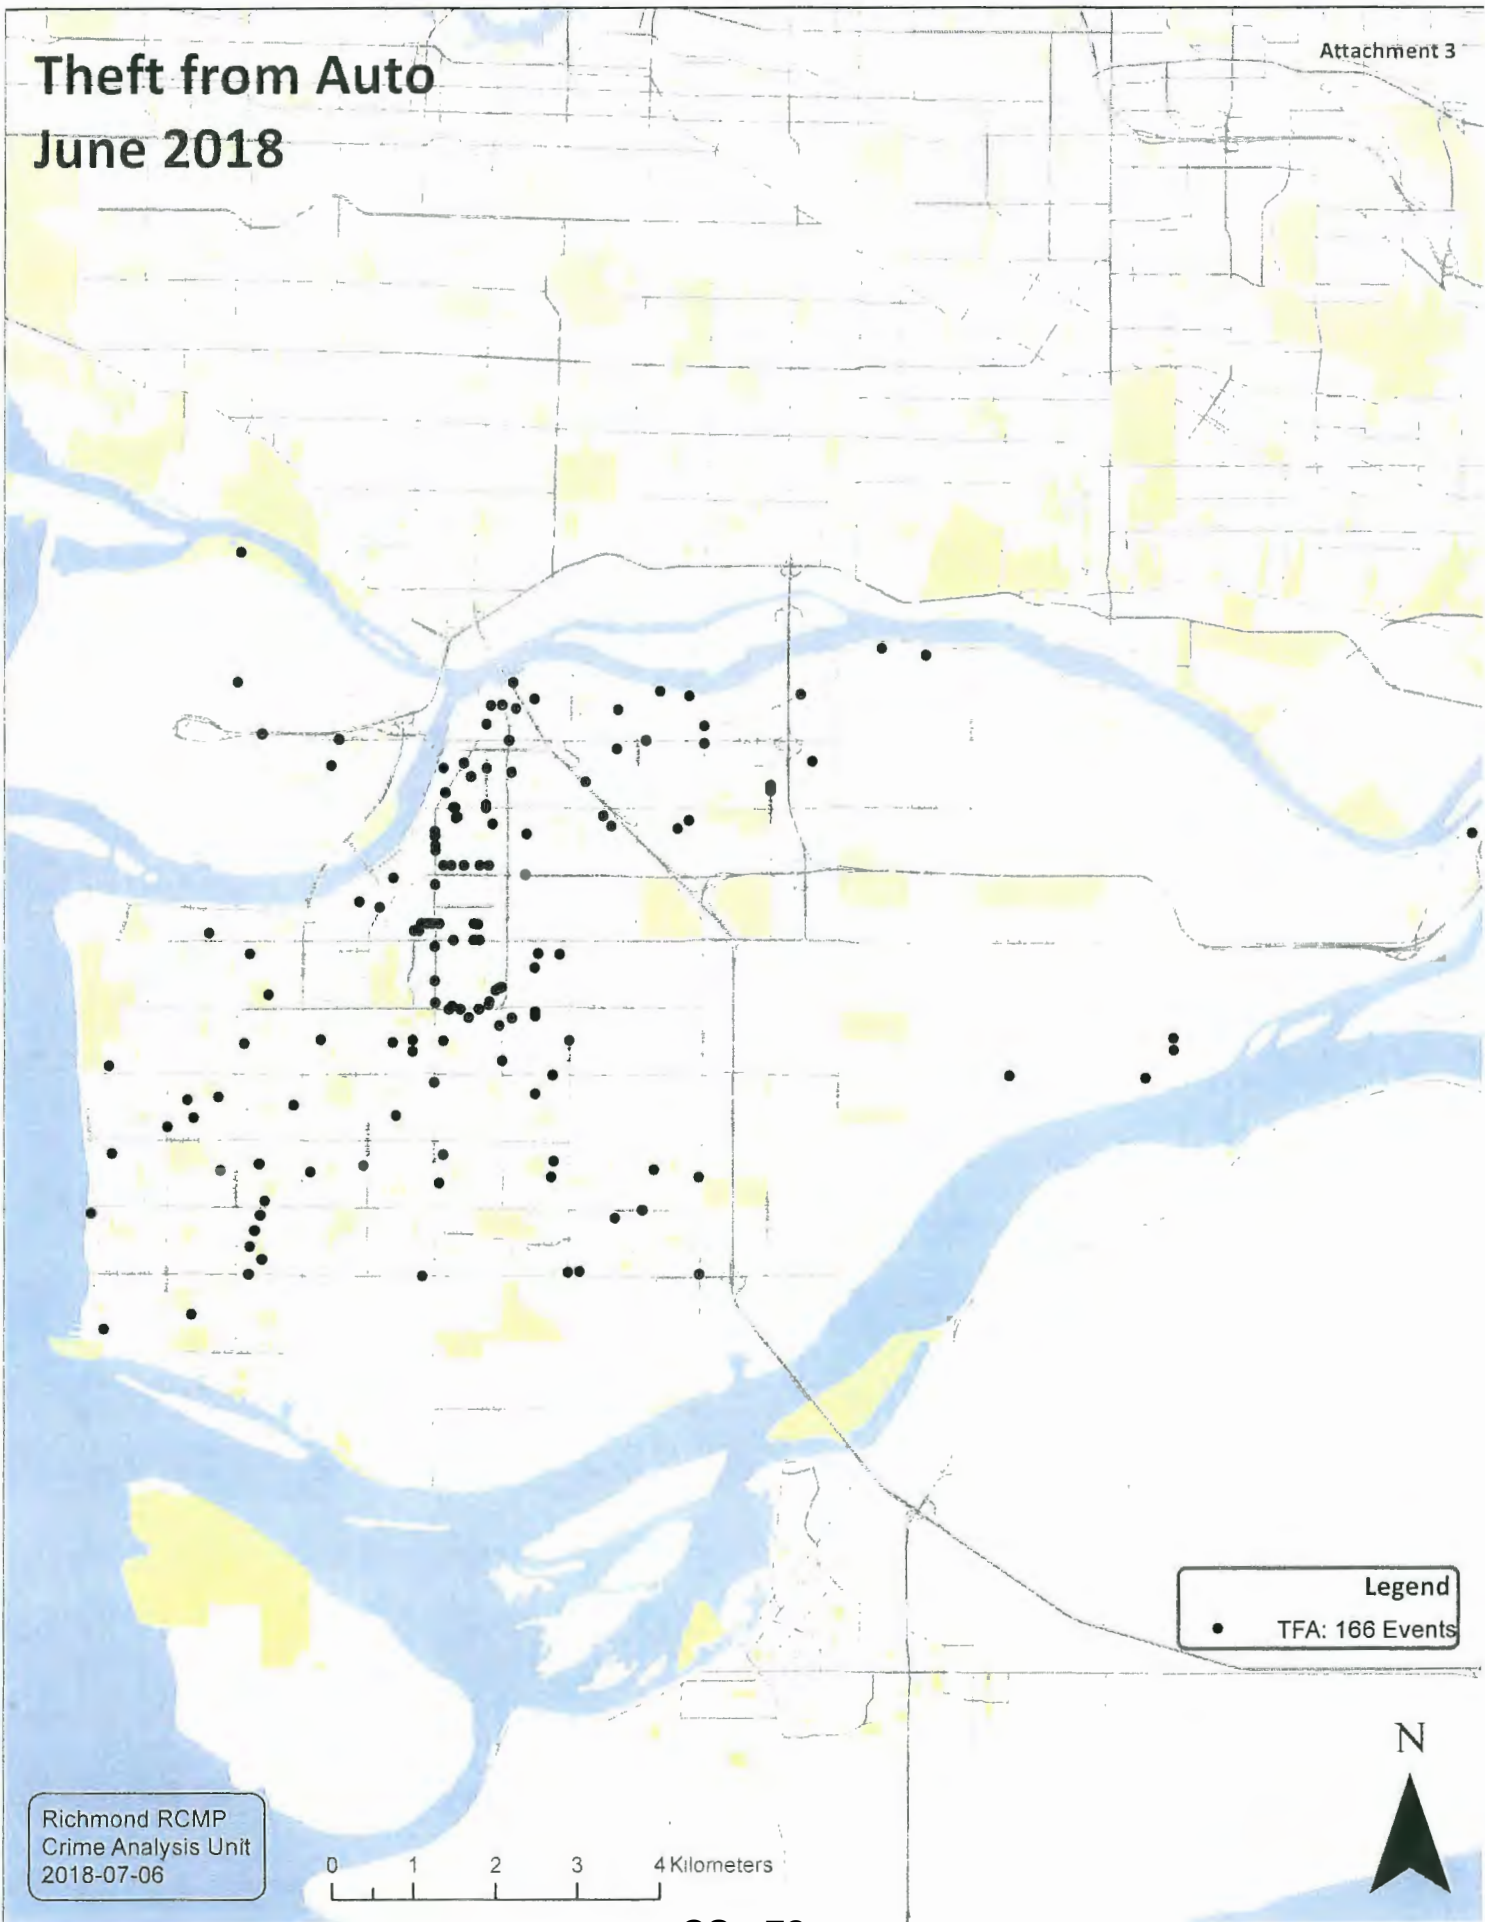 Theft from Auto
June 2018
Attachment 3
Legend
TFA: 166 Events
N
Richmond RCMP
Crime Analysis Unit
2018-07-06
0 1 2 3 4 Kilometers